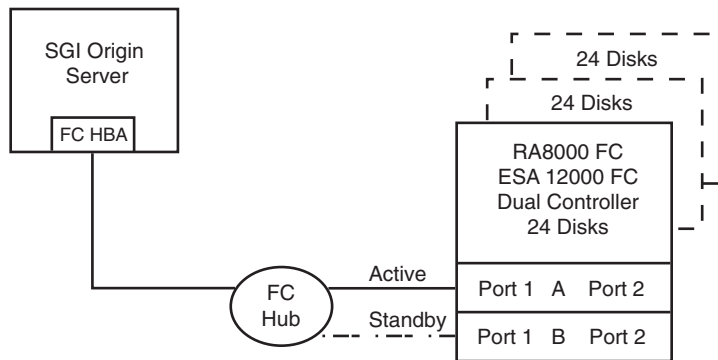 SGI Origin
Server
FC HBA
24 Disks
24 Disks
RA8000 FC
ESA 12000 FC
Dual Controller
24 Disks
Active
FC
Hub
Standby
Port 1 A Port 2
Port 1 B Port 2